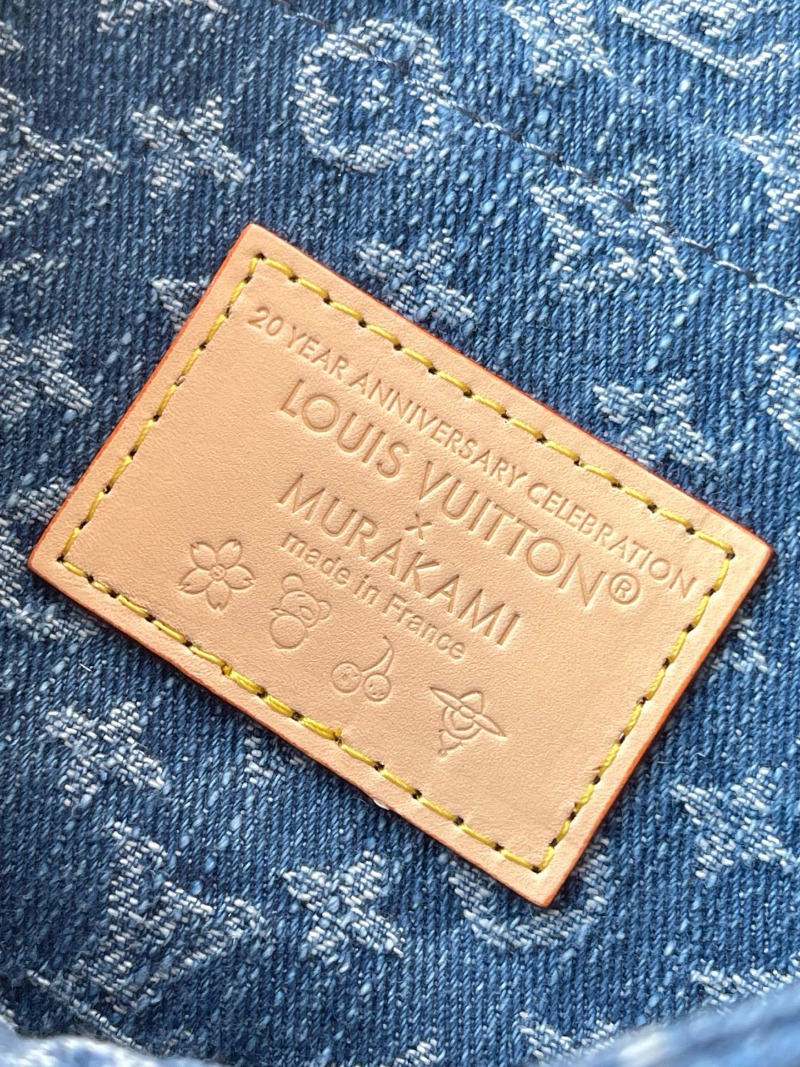 20 YEAR ANNIVERSARY CELEBRATION
LOUIS VUITTON®
x
MURAKAMI
made in France